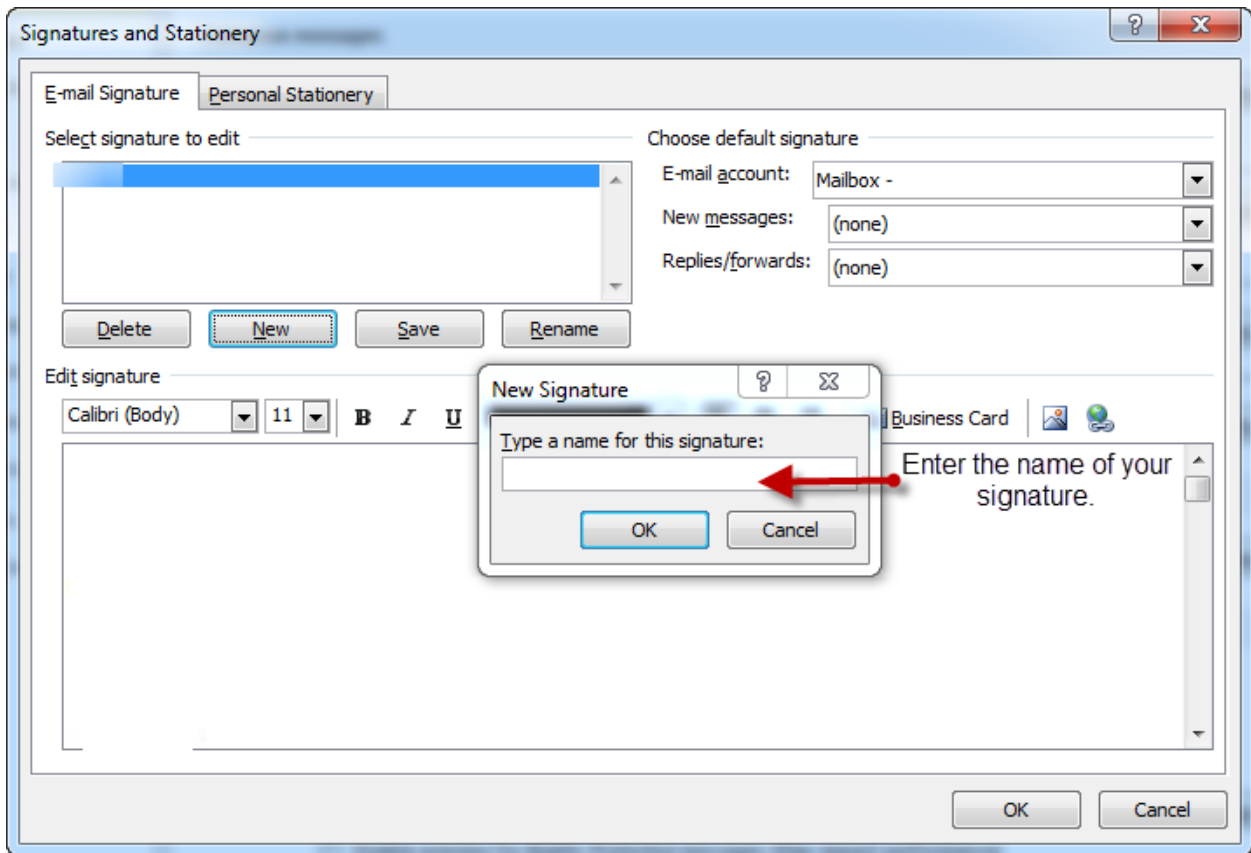 Signatures and Stationery
E-mail Signature Personal Stationery
Select signature to edit
Choose default signature
E-mail account: Mailbox -
New messages: (none)
Replies/forwards: (none)
Delete New Save Rename
Edit signature
New Signature
Calibri (Body) 11 B I U Business Card
Type a name for this signature:
Enter the name of your
signature.
OK Cancel
OK Cancel